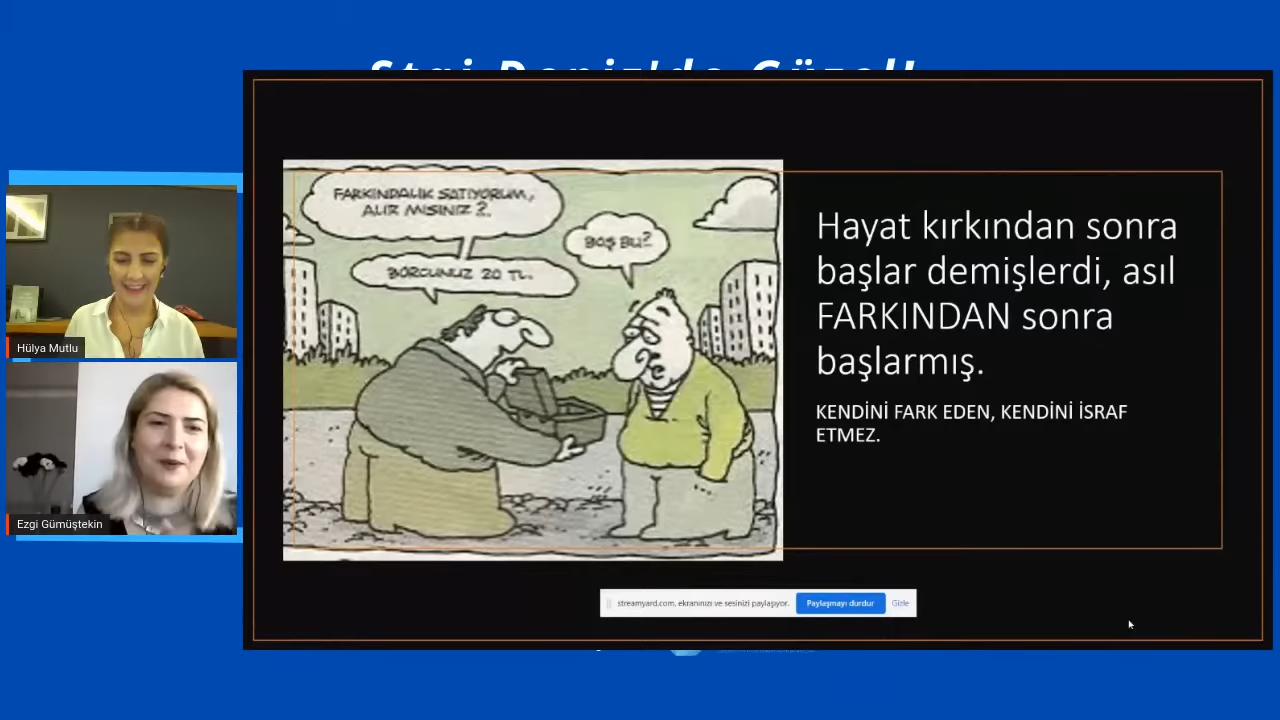 FARKINDALIK SATIYORUM,
ALIR MISINIZ ?.
BOŞ BU?
BORCUNUZ 20 TL.
Hayat kırkından sonra
başlar demişlerdi, asıl
FARKINDAN sonra
başlarmış.
KENDİNİ FARK EDEN, KENDİNİ İSRAF
ETMEZ.
Hülya Mutlu
Ezgi Gümüştekin
streamyard.com, ekranınızı ve sesinizi paylaşıyor.
Paylaşmayı durdur
Gizle